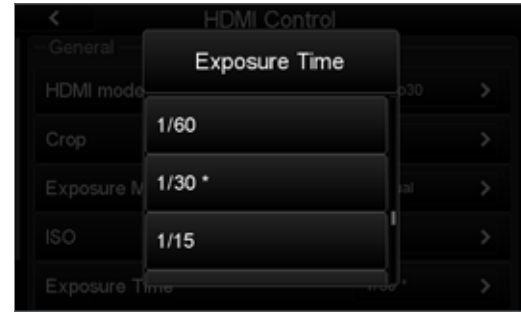 HDMI Control
General
Exposure Time
HDMI mode
Crop
1/60
Exposure M
1/30 *
ISO
1/15
Exposure Time